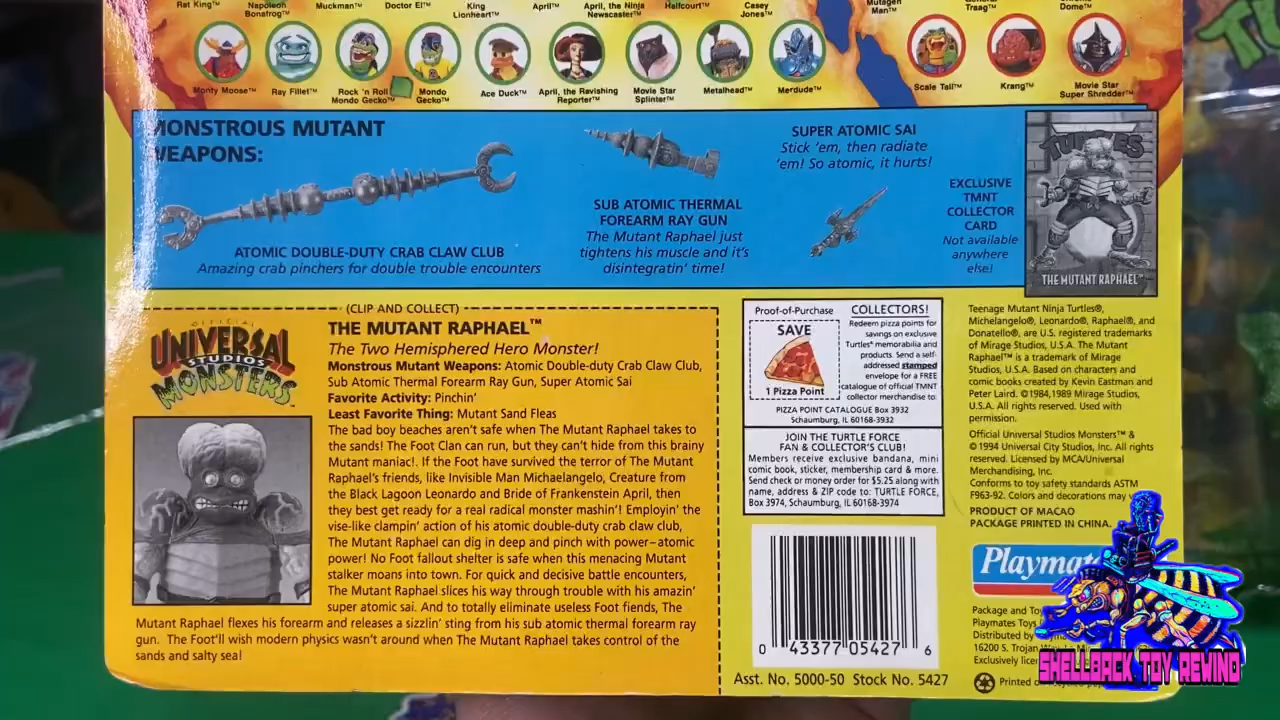 Rat King™ Napoleon Bonafrog™ Muckman™ Doctor El™ King Lionheart™ April™ April, the Ninja Newscaster™ Halfcourt™ Casey Jones™ Mutagen Man™ General Traag™ Chrome Dome™
Monty Moose™ Ray Fillet™ Rock 'n Roll Mondo Gecko™ Mondo Gecko™ Ace Duck™ April, the Ravishing Reporter™ Movie Star Splinter™ Metalhead™ Merdude™ Scale Tail™ Krang™ Movie Star Super Shredder™
MONSTROUS MUTANT
WEAPONS:
ATOMIC DOUBLE-DUTY CRAB CLAW CLUB
Amazing crab pinchers for double trouble encounters
SUB ATOMIC THERMAL
FOREARM RAY GUN
The Mutant Raphael just
tightens his muscle and it's
disintegratin' time!
SUPER ATOMIC SAI
Stick 'em, then radiate
'em! So atomic, it hurts!
EXCLUSIVE
TMNT
COLLECTOR
CARD
Not available
anywhere
else!
TURTLES
THE MUTANT RAPHAEL™
(CLIP AND COLLECT)
OFFICIAL
UNIVERSAL
STUDIOS
MONSTERS™
THE MUTANT RAPHAEL™
The Two Hemisphered Hero Monster!
Monstrous Mutant Weapons: Atomic Double-duty Crab Claw Club,
Sub Atomic Thermal Forearm Ray Gun, Super Atomic Sai
Favorite Activity: Pinchin'
Least Favorite Thing: Mutant Sand Fleas
The bad boy beaches aren't safe when The Mutant Raphael takes to
the sands! The Foot Clan can run, but they can't hide from this brainy
Mutant maniac!. If the Foot have survived the terror of The Mutant
Raphael's friends, like Invisible Man Michaelangelo, Creature from
the Black Lagoon Leonardo and Bride of Frankenstein April, then
they best get ready for a real radical monster mashin'! Employin' the
vise-like clampin' action of his atomic double-duty crab claw club,
The Mutant Raphael can dig in deep and pinch with power-atomic
power! No Foot fallout shelter is safe when this menacing Mutant
stalker moans into town. For quick and decisive battle encounters,
The Mutant Raphael slices his way through trouble with his amazin'
super atomic sai. And to totally eliminate useless Foot fiends, The
Mutant Raphael flexes his forearm and releases a sizzlin' sting from his sub atomic thermal forearm ray
gun. The Foot'll wish modern physics wasn't around when The Mutant Raphael takes control of the
sands and salty sea!
Proof-of-Purchase
SAVE
1 Pizza Point
COLLECTORS!
Redeem pizza points for
savings on exclusive
Turtles® memorabilia and
products. Send a self-
addressed stamped
envelope for a FREE
catalogue of official TMNT
collector merchandise to:
PIZZA POINT CATALOGUE Box 3932
Schaumburg, IL 60168-3932
JOIN THE TURTLE FORCE
FAN & COLLECTOR'S CLUB!
Members receive exclusive bandana, mini
comic book, sticker, membership card & more.
Send check or money order for $5.25 along with
name, address & ZIP code to: TURTLE FORCE,
Box 3974, Schaumburg, IL 60168-3974
0 43377 05427 6
Asst. No. 5000-50 Stock No. 5427
Teenage Mutant Ninja Turtles®,
Michelangelo®, Leonardo®, Raphael®, and
Donatello®, are U.S. registered trademarks
of Mirage Studios, U.S.A. The Mutant
Raphael™ is a trademark of Mirage
Studios, U.S.A. Based on characters and
comic books created by Kevin Eastman and
Peter Laird. ©1984,1989 Mirage Studios,
U.S.A. All rights reserved. Used with
permission.
Official Universal Studios Monsters™ &
© 1994 Universal City Studios, Inc. All rights
reserved. Licensed by MCA/Universal
Merchandising, Inc.
Conforms to toy safety standards ASTM
F963-92. Colors and decorations may
PRODUCT OF MACAO
PACKAGE PRINTED IN CHINA.
Playmat
Package and Toy
Playmates Toys
Distributed by
16200 S. Trojan
Exclusively
Printed
SHELLBACK TOY REWIND